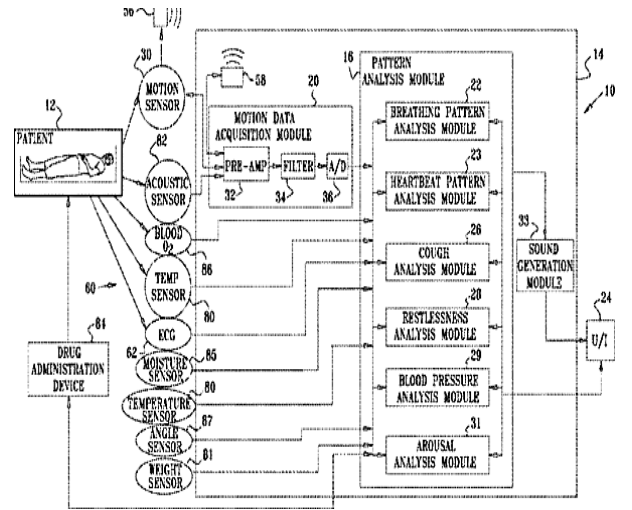 56
30
16
PATTERN
ANALYSIS MODULE
14
10
12
MOTION
SENSOR
58
20
22
PATIENT
82
MOTION DATA
ACQUISITION MODULE
BREATHING PATTERN
ANALYSIS MODULE
ACOUSTIC
SENSOR
PRE-AMP
FILTER
A/D
23
32
34
36
HEARTBEAT PATTERN
ANALYSIS MODULE
BLOOD
O2
86
26
33
COUGH
ANALYSIS MODULE
SOUND
GENERATION
MODULE
60
TEMP
SENSOR
80
28
24
RESTLESSNESS
ANALYSIS MODULE
U/I
84
ECG
62
85
DRUG
ADMINISTRATION
DEVICE
MOISTURE
SENSOR
80
29
BLOOD PRESSURE
ANALYSIS MODULE
TEMPERATURE
SENSOR
87
ANGLE
SENSOR
31
AROUSAL
ANALYSIS MODULE
81
WEIGHT
SENSOR